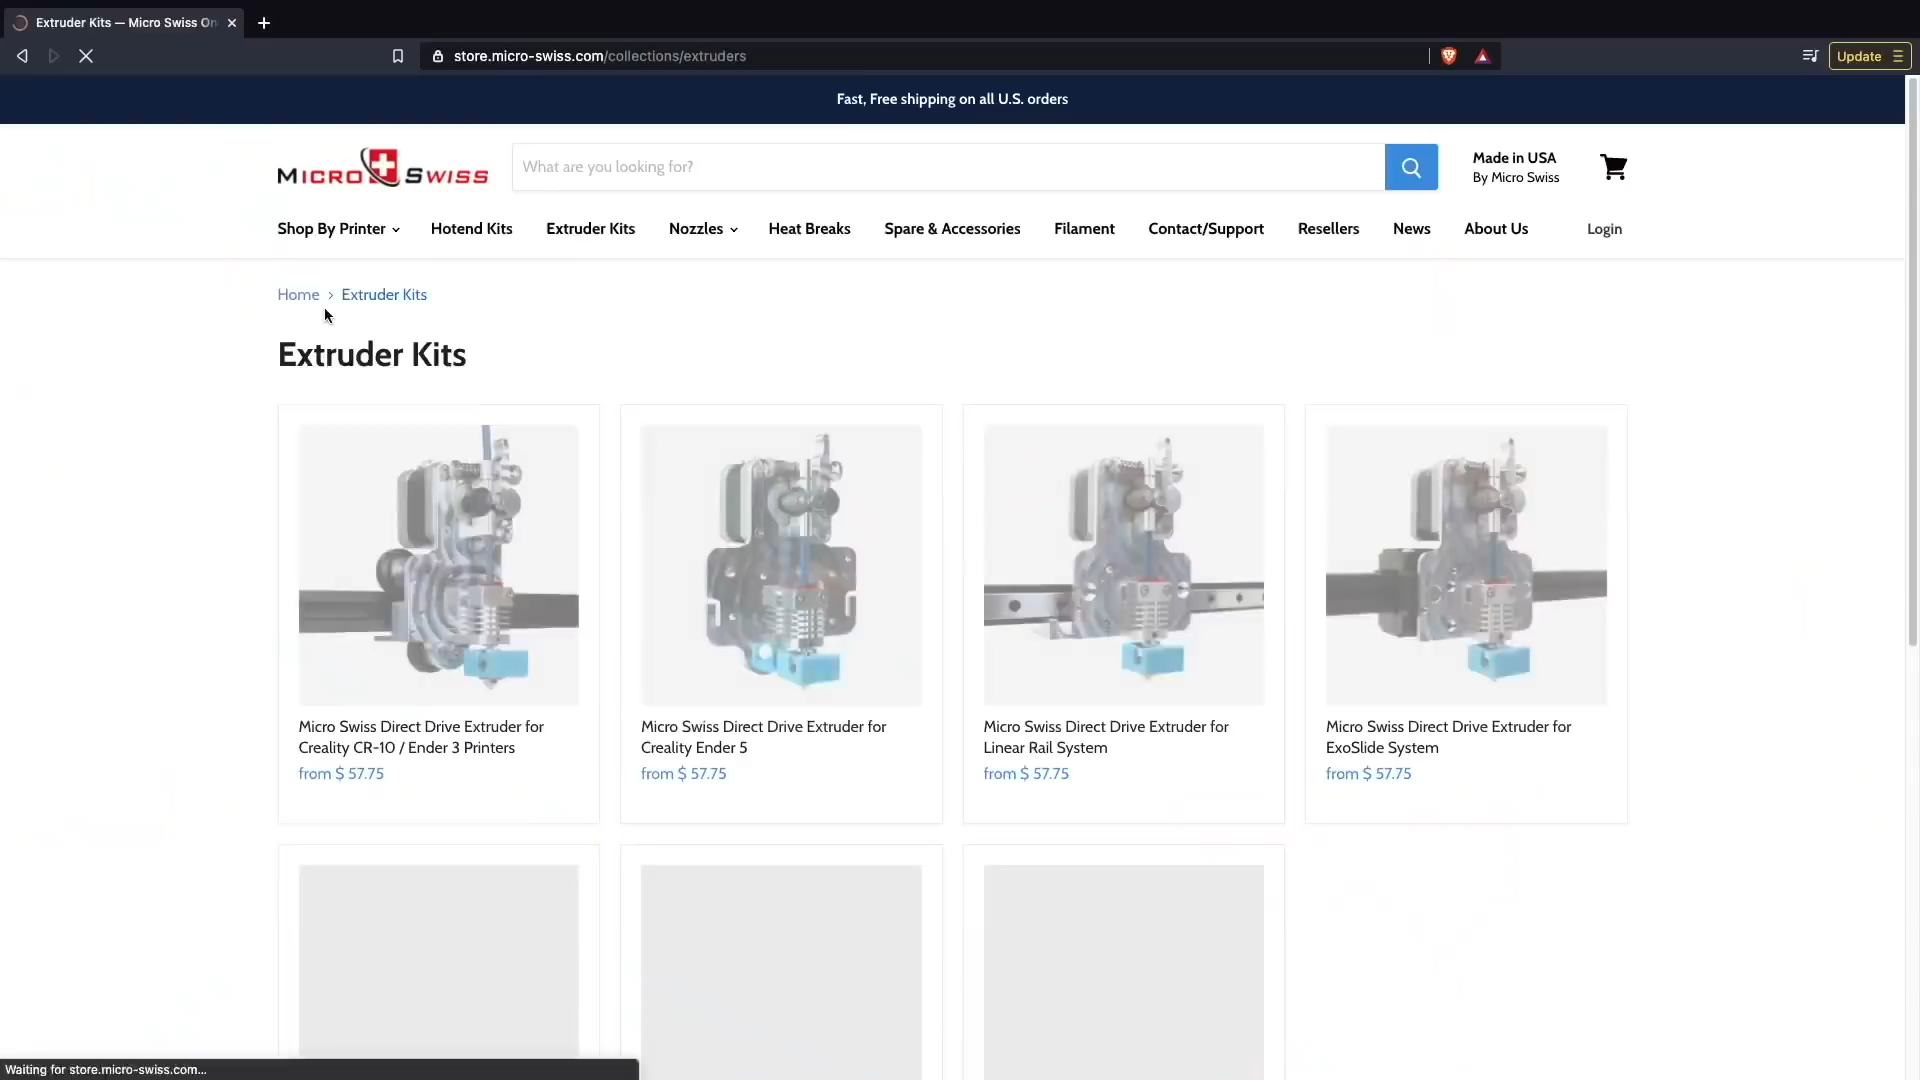 Extruder Kits — Micro Swiss On
store.micro-swiss.com/collections/extruders
Update
Fast, Free shipping on all U.S. orders
MICRO SWISS
What are you looking for?
Made in USA
By Micro Swiss
Shop By Printer
Hotend Kits
Extruder Kits
Nozzles
Heat Breaks
Spare & Accessories
Filament
Contact/Support
Resellers
News
About Us
Login
Home > Extruder Kits
Extruder Kits
Micro Swiss Direct Drive Extruder for
Creality CR-10 / Ender 3 Printers
from $ 57.75
Micro Swiss Direct Drive Extruder for
Creality Ender 5
from $ 57.75
Micro Swiss Direct Drive Extruder for
Linear Rail System
from $ 57.75
Micro Swiss Direct Drive Extruder for
ExoSlide System
from $ 57.75
Waiting for store.micro-swiss.com...